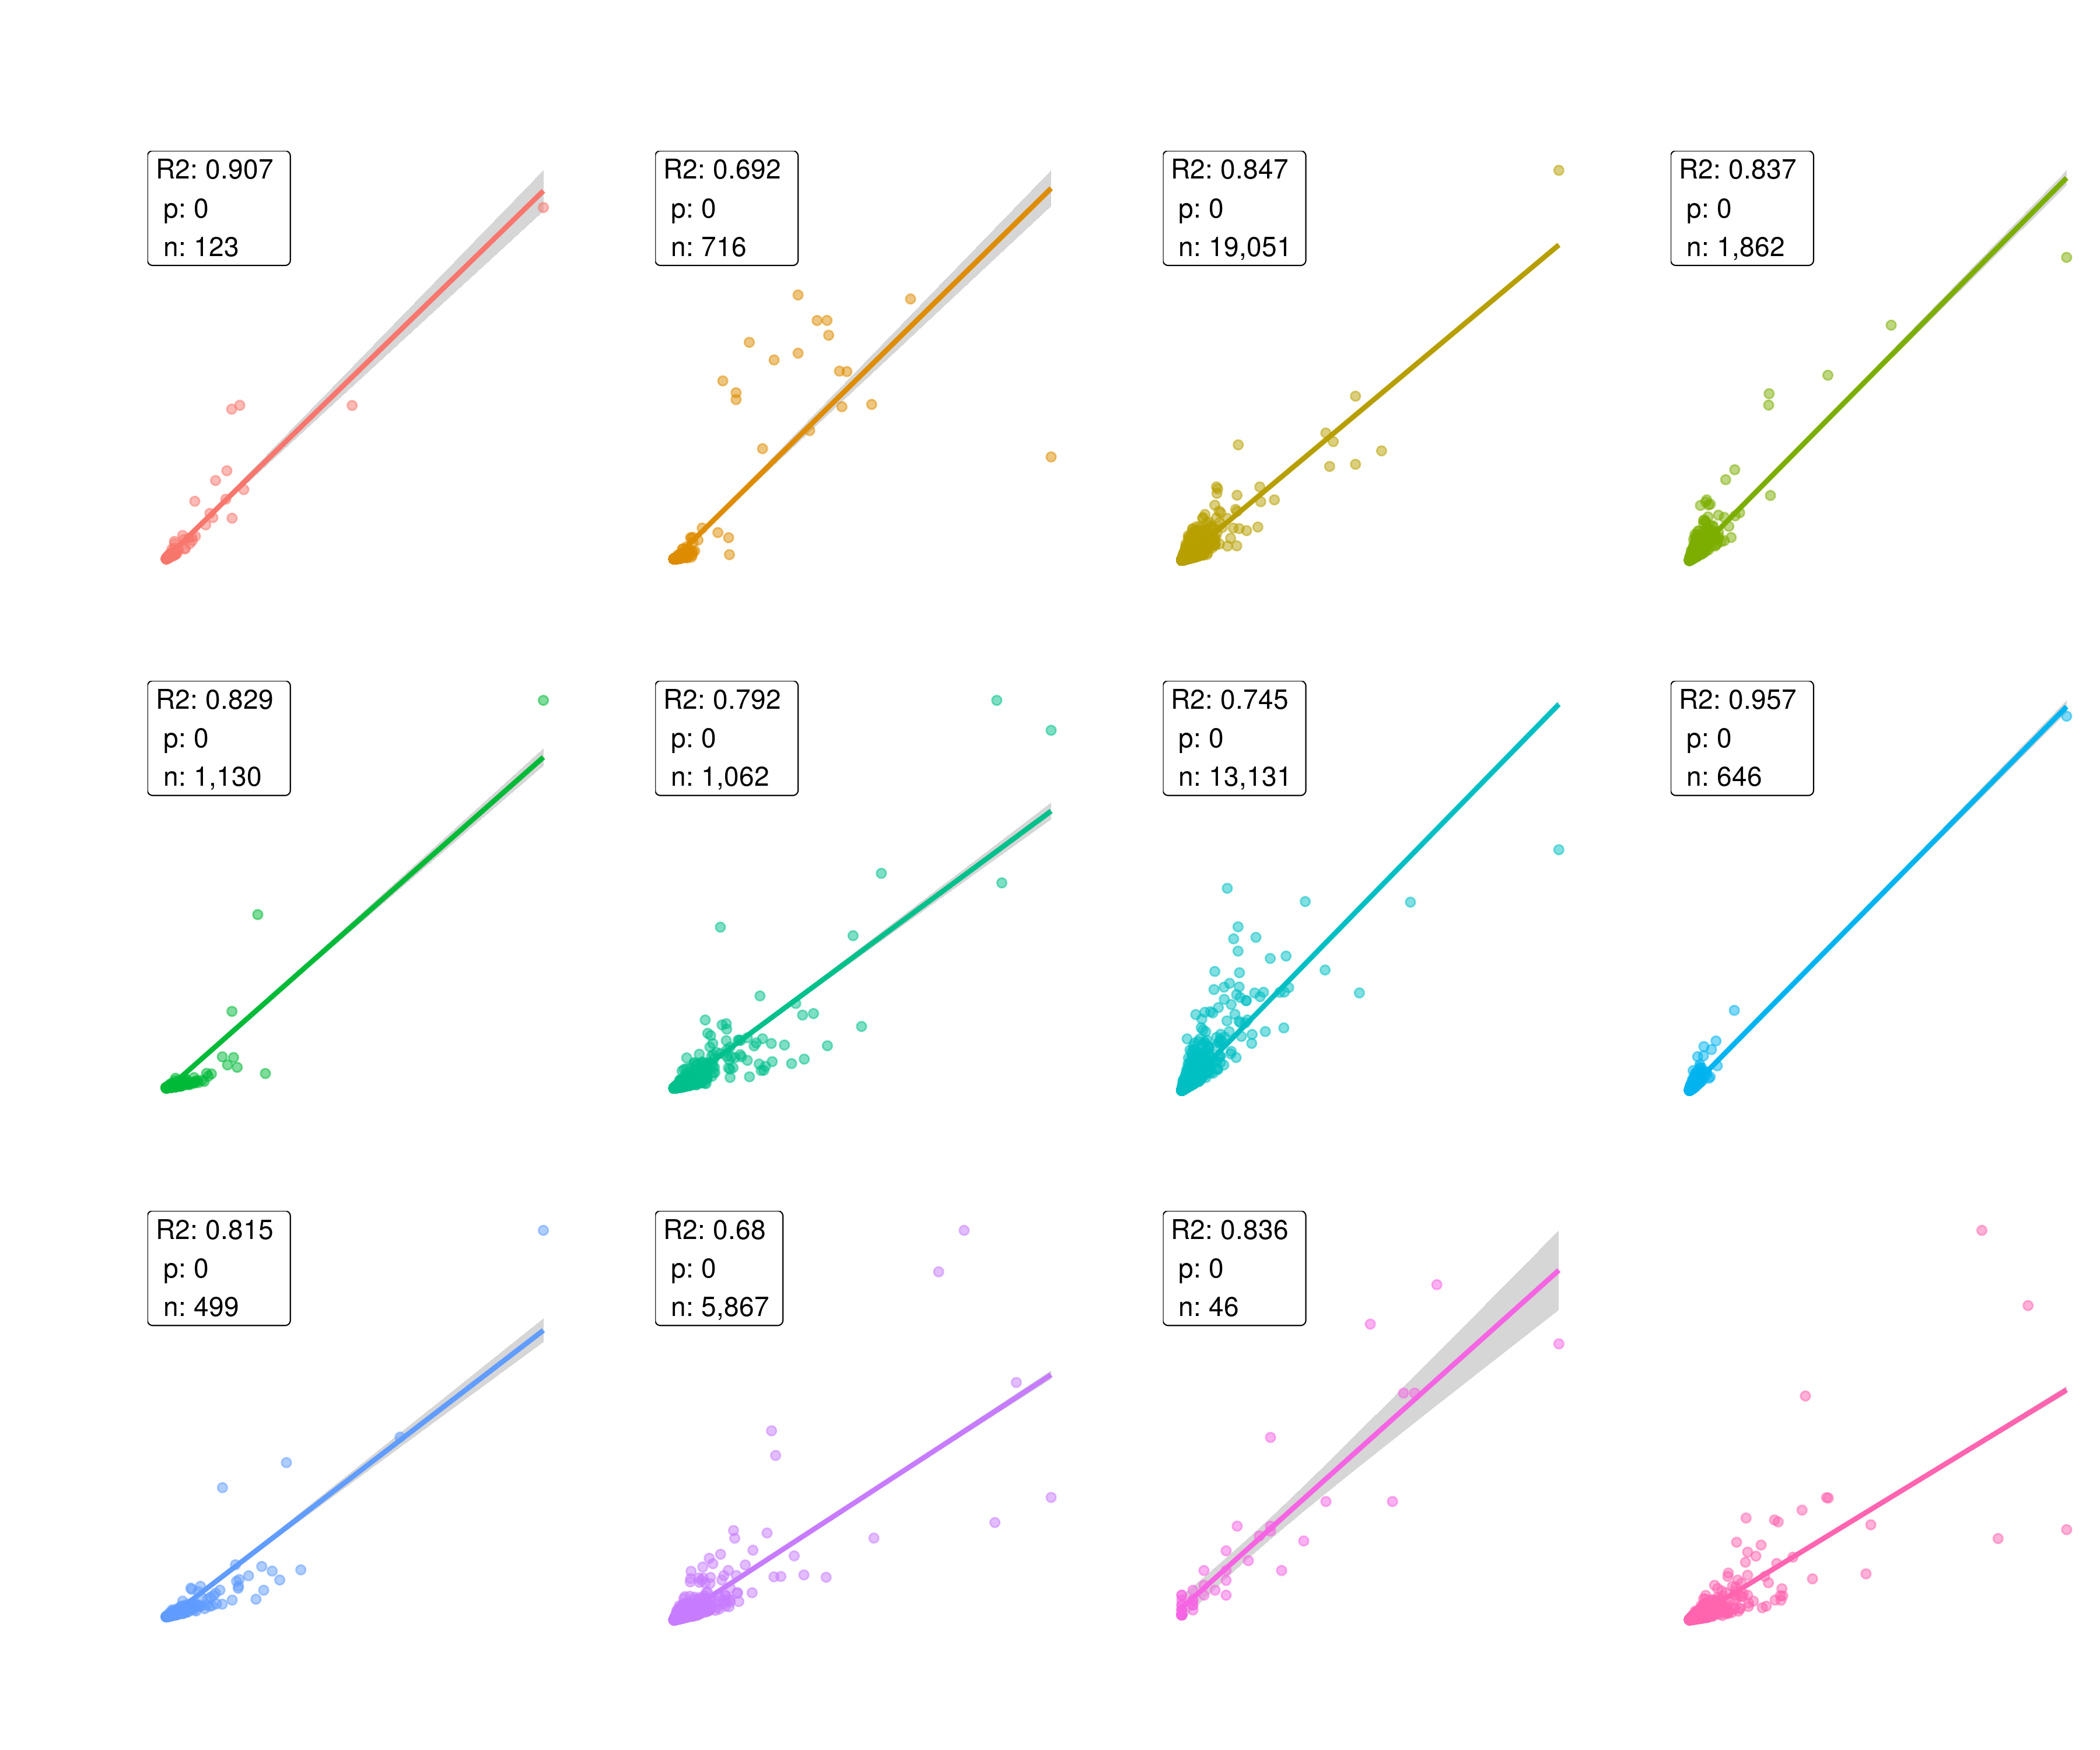 R2: 0.907
p: 0
n: 123
R2: 0.692
p: 0
n: 716
R2: 0.847
p: 0
n: 19,051
R2: 0.837
p: 0
n: 1,862
R2: 0.829
p: 0
n: 1,130
R2: 0.792
p: 0
n: 1,062
R2: 0.745
p: 0
n: 13,131
R2: 0.957
p: 0
n: 646
R2: 0.815
p: 0
n: 499
R2: 0.68
p: 0
n: 5,867
R2: 0.836
p: 0
n: 46